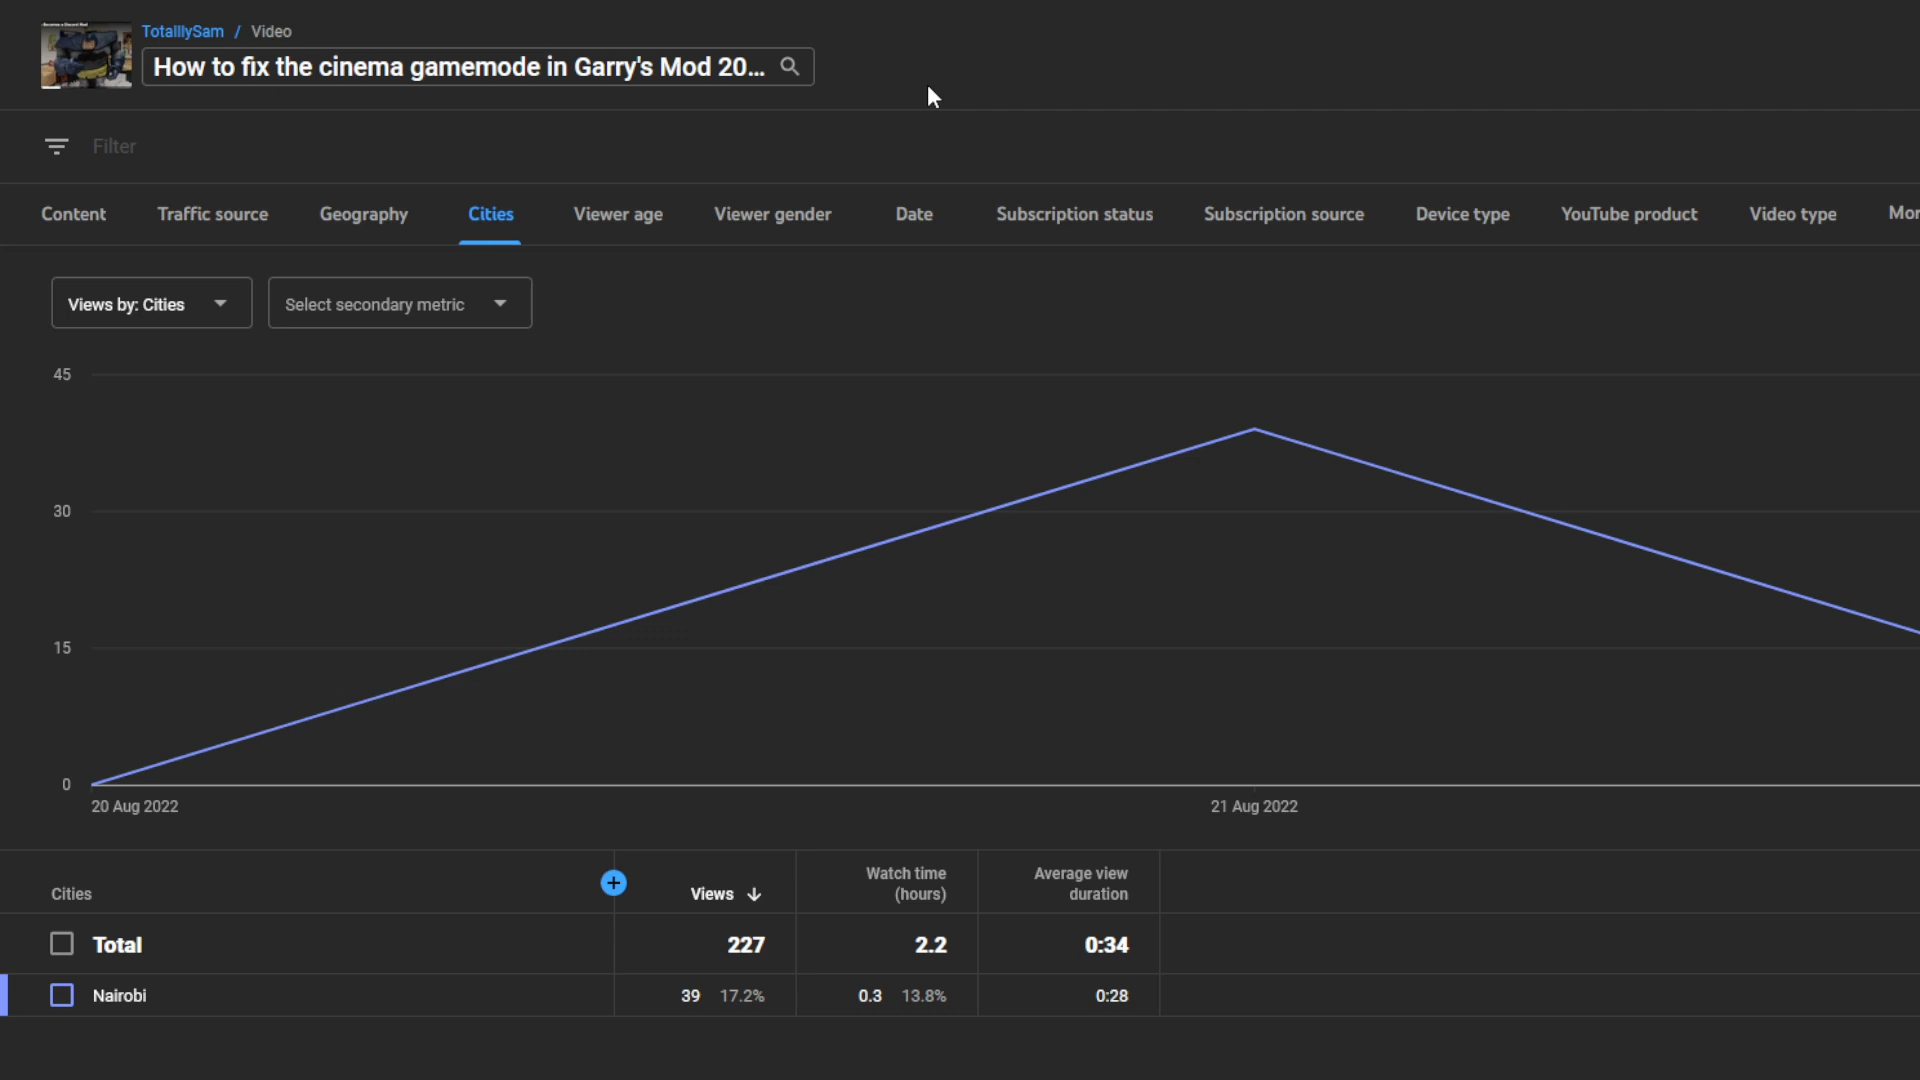 TotalllySam / Video
How to fix the cinema gamemode in Garry's Mod 20...
Filter
Content Traffic source Geography Cities Viewer age Viewer gender Date Subscription status Subscription source Device type YouTube product Video type Mor
Views by: Cities Select secondary metric
45
30
15
0
20 Aug 2022 21 Aug 2022
Cities Views Watch time (hours) Average view duration
Total 227 2.2 0:34
Nairobi 39 17.2% 0.3 13.8% 0:28